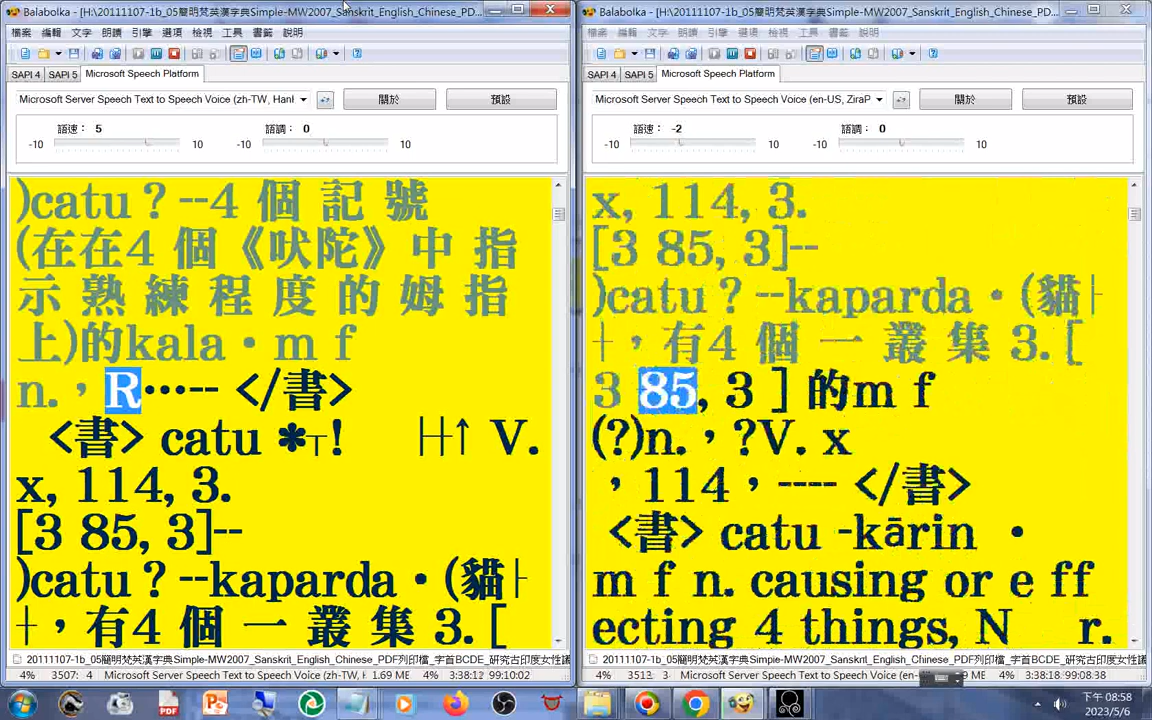 Balabolka - [H:\20111107-1b_05簡明梵英漢字典Simple-MW2007_Sanskrit_English_Chinese_PD...
檔案 編輯 文字 朗讀 引擎 選項 檢視 工具 書籤 說明
SAPI 4 SAPI 5 Microsoft Speech Platform
Microsoft Server Speech Text to Speech Voice (zh-TW, Hanl
關於 預設
語速: 5 語調: 0
-10 10 -10 10
)catu ? --4 個 記 號
(在在4 個《吠陀》中 指
示 熟 練 程 度 的 姆 指
上)的kala·m f
n.,R…-- </書>
<書> catu ✱┬! ├┼↑ V.
x, 114, 3.
[3 85, 3]--
)catu ? --kaparda·(貓├
┼,有4 個 一 叢 集 3. [
20111107-1b_05簡明梵英漢字典Simple-MW2007_Sanskrit_English_Chinese_PDF列印檔_字首BCDE_研究古印度女性議
4% 3507: 4 Microsoft Server Speech Text to Speech Voice (zh-TW, H 1.69 ME 4% 3:38:12 99:10:02
Balabolka - [H:\20111107-1b_05簡明梵英漢字典Simple-MW2007_Sanskrit_English_Chinese_PD...
檔案 編輯 文字 朗讀 引擎 選項 檢視 工具 書籤 說明
SAPI 4 SAPI 5 Microsoft Speech Platform
Microsoft Server Speech Text to Speech Voice (en-US, ZiraP
關於 預設
語速: -2 語調: 0
-10 10 -10 10
x, 114, 3.
[3 85, 3]--
)catu ? --kaparda·(貓├
┼,有4 個 一 叢 集 3. [
3 85, 3 ] 的m f
(?)n.,?V. x
,114,---- </書>
<書> catu -kārin ·
m f n. causing or e ff
ecting 4 things, N r.
20111107-1b_05簡明梵英漢字典Simple-MW2007_Sanskrit_English_Chinese_PDF列印檔_字首BCDE_研究古印度女性議
4% 3513: 3 Microsoft Server Speech Text to Speech Voice (en-US ME 4% 3:38:18 99:08:38
下午 08:58
2023/5/6